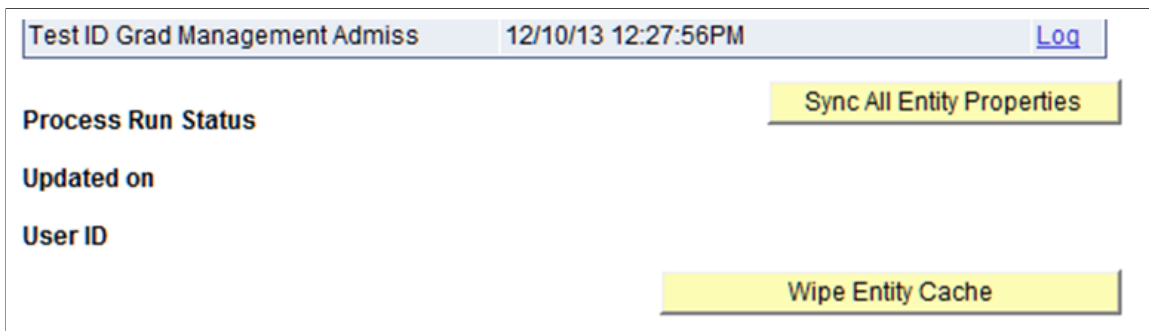 Test ID Grad Management Admiss 12/10/13 12:27:56PM Log
Sync All Entity Properties
Process Run Status
Updated on
User ID
Wipe Entity Cache